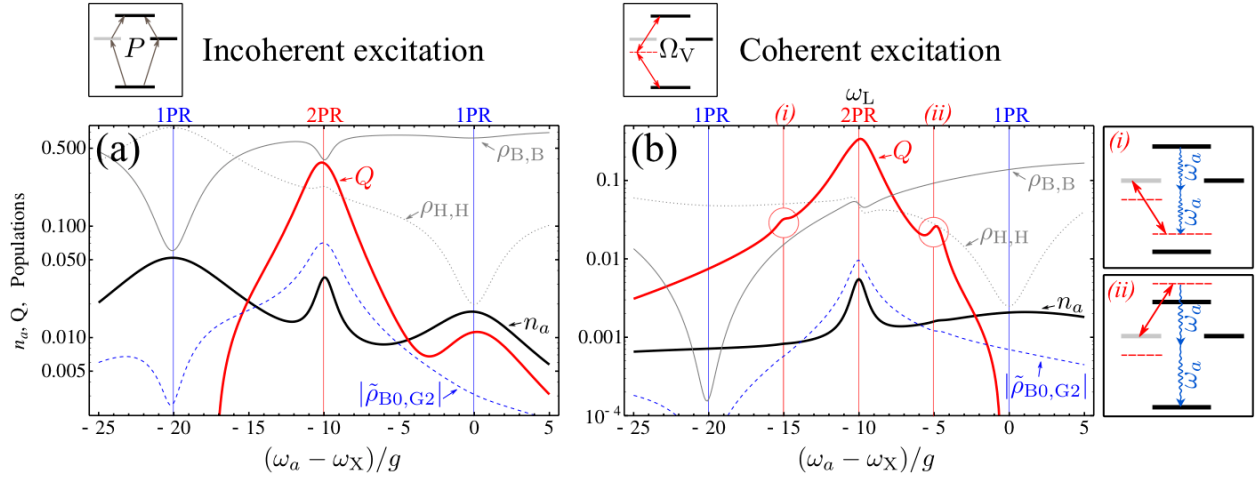 P
Incoherent excitation
Ω_V
Coherent excitation
ω_L
1PR 2PR 1PR
1PR (i) 2PR (ii) 1PR
(a)
ρ_B,B
Q
ρ_H,H
n_a
|ρ̃_B0,G2|
0.500
0.100
0.050
0.010
0.005
n_a, Q, Populations
- 25 - 20 - 15 - 10 - 5 0 5
(ω_a − ω_X)/g
(b)
Q
ρ_B,B
ρ_H,H
n_a
|ρ̃_B0,G2|
0.1
0.01
0.001
10⁻⁴
- 25 - 20 - 15 - 10 - 5 0 5
(ω_a − ω_X)/g
(i)
ω_a
ω_a
(ii)
ω_a
ω_a